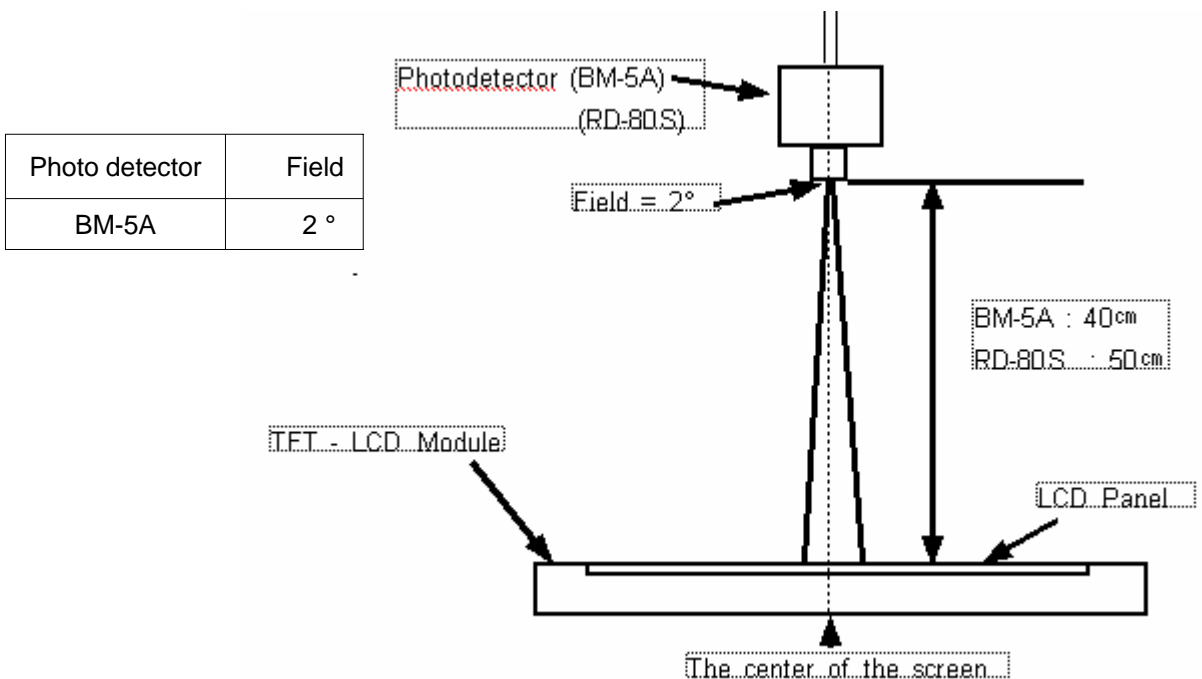 Photodetector (BM-5A)
(RD-80S)
Photo detector Field
BM-5A 2 °
Field = 2°
BM-5A : 40cm
RD-80S : 50cm
TFT - LCD Module
LCD Panel
The center of the screen